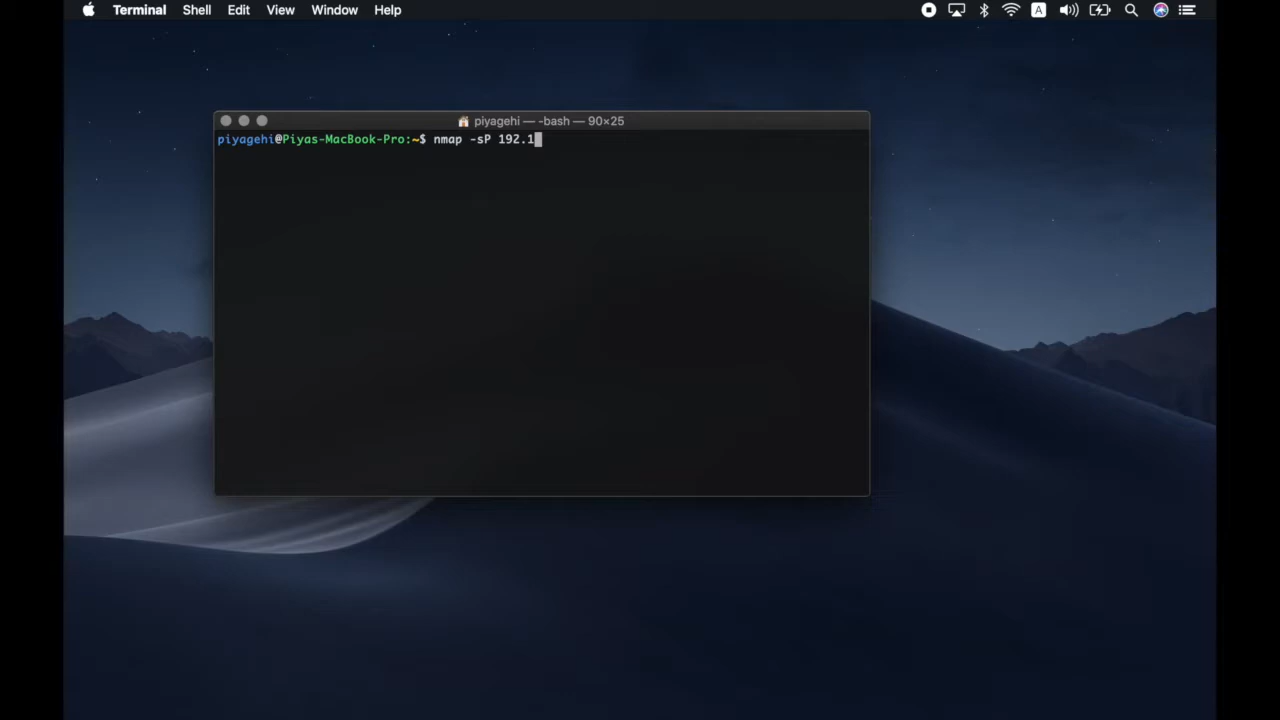 Terminal Shell Edit View Window Help A
piyagehi — -bash — 90×25
piyagehi@Piyas-MacBook-Pro:~$ nmap -sP 192.1